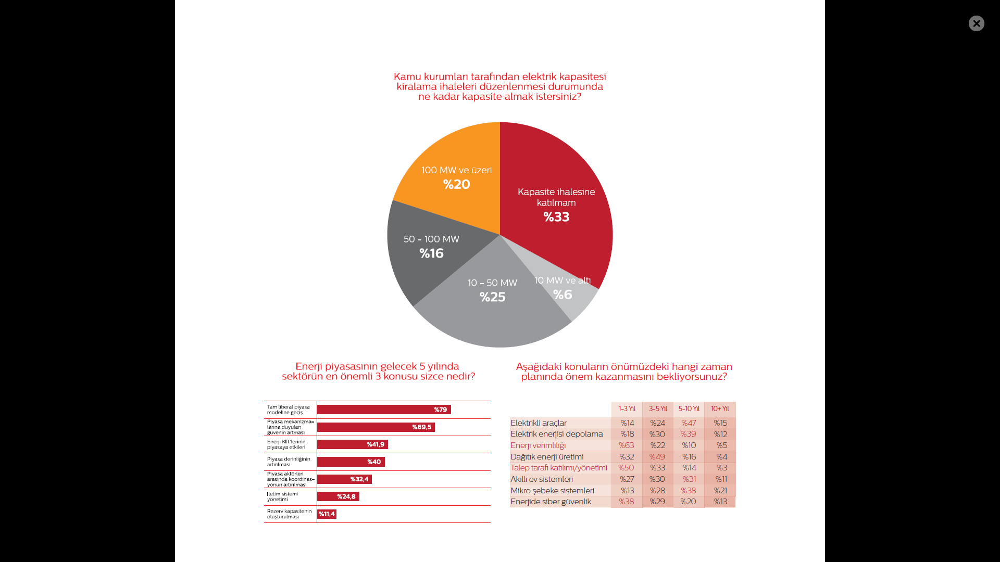 Kamu kurumları tarafından elektrik kapasitesi
kiralama ihaleleri düzenlenmesi durumunda
ne kadar kapasite almak istersiniz?
100 MW ve üzeri
%20
Kapasite ihalesine
katılmam
%33
50 - 100 MW
%16
10 - 50 MW
%25
10 MW ve altı
%6
Enerji piyasasının gelecek 5 yılında
sektörün en önemli 3 konusu sizce nedir?
Tam liberal piyasa
modeline geçiş
%79
Piyasa mekanizma-
larına duyulan
güvenin artması
%69,5
Enerji KİT'lerinin
piyasaya etkileri
%41,9
Piyasa derinliğinin
artırılması
%40
Piyasa aktörleri
arasında koordinas-
yonun artırılması
%32,4
İletim sistemi
yönetimi
%24,8
Rezerv kapasitenin
oluşturulması
%11,4
Aşağıdaki konuların önümüzdeki hangi zaman
planında önem kazanmasını bekliyorsunuz?
1-3 Yıl 3-5 Yıl 5-10 Yıl 10+ Yıl
Elektrikli araçlar %14 %24 %47 %15
Elektrik enerjisi depolama %18 %30 %39 %12
Enerji verimliliği %63 %22 %10 %5
Dağıtık enerji üretimi %32 %49 %16 %4
Talep tarafı katılımı/yönetimi %50 %33 %14 %3
Akıllı ev sistemleri %27 %30 %31 %11
Mikro şebeke sistemleri %13 %28 %38 %21
Enerjide siber güvenlik %38 %29 %20 %13